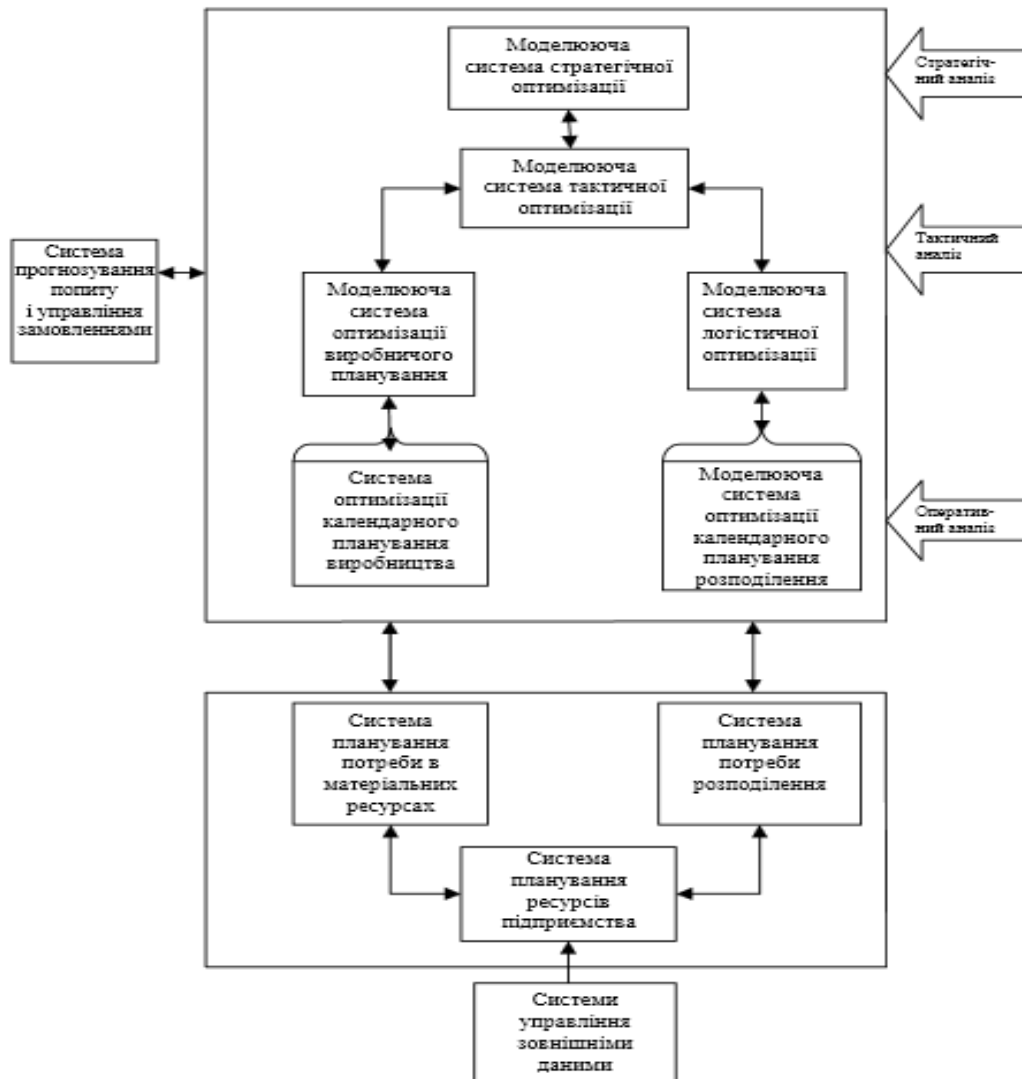 Моделююча
система стратегічної
оптимізації
Стратегіч-
ний аналіз
Моделююча
система тактичної
оптимізації
Тактичний
аналіз
Система
прогнозування
попиту
і управління
замовленнями
Моделююча
система
оптимізації
виробничого
планування
Моделююча
система
логістичної
оптимізації
Система
оптимізації
календарного
планування
виробництва
Моделююча
система
оптимізації
календарного
планування
розподілення
Оператив-
ний аналіз
Система
планування
потреби в
матеріальних
ресурсах
Система
планування
потреби
розподілення
Система
планування
ресурсів
підприємства
Системи
управління
зовнішніми
даними